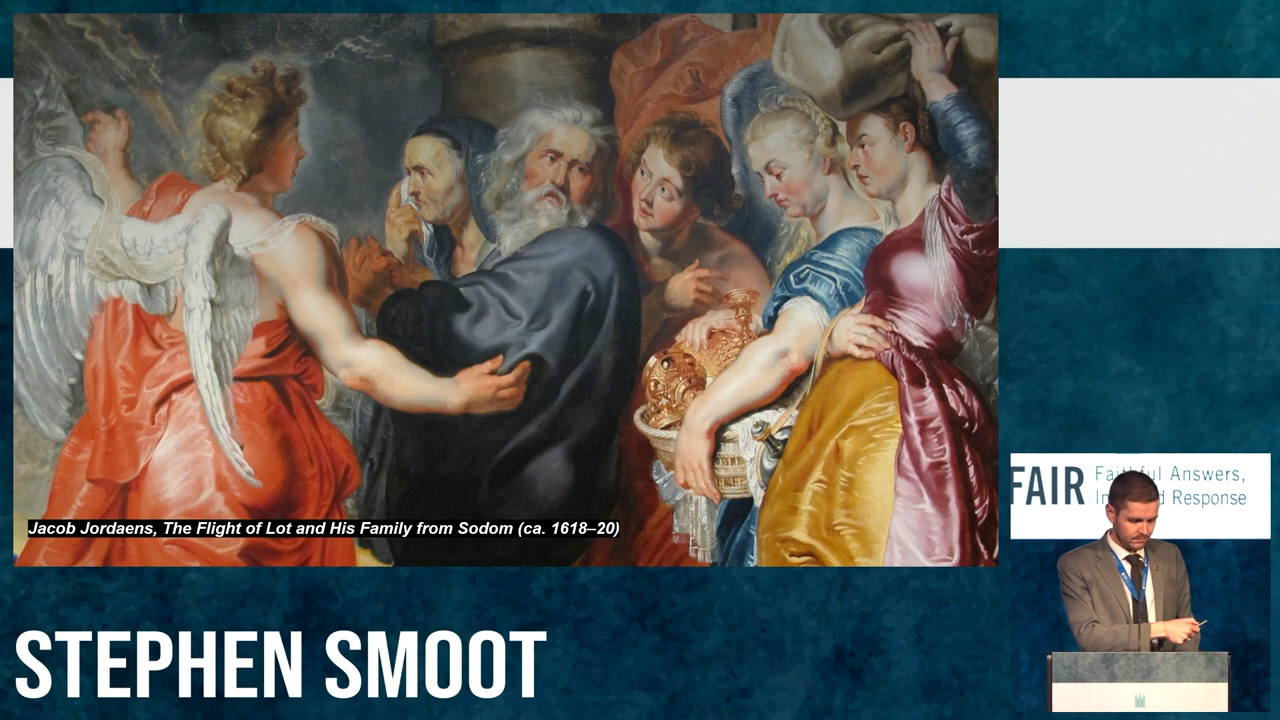 Jacob Jordaens, The Flight of Lot and His Family from Sodom (ca. 1618–20)
FAIR
Faithful Answers,
Informed Response
STEPHEN SMOOT